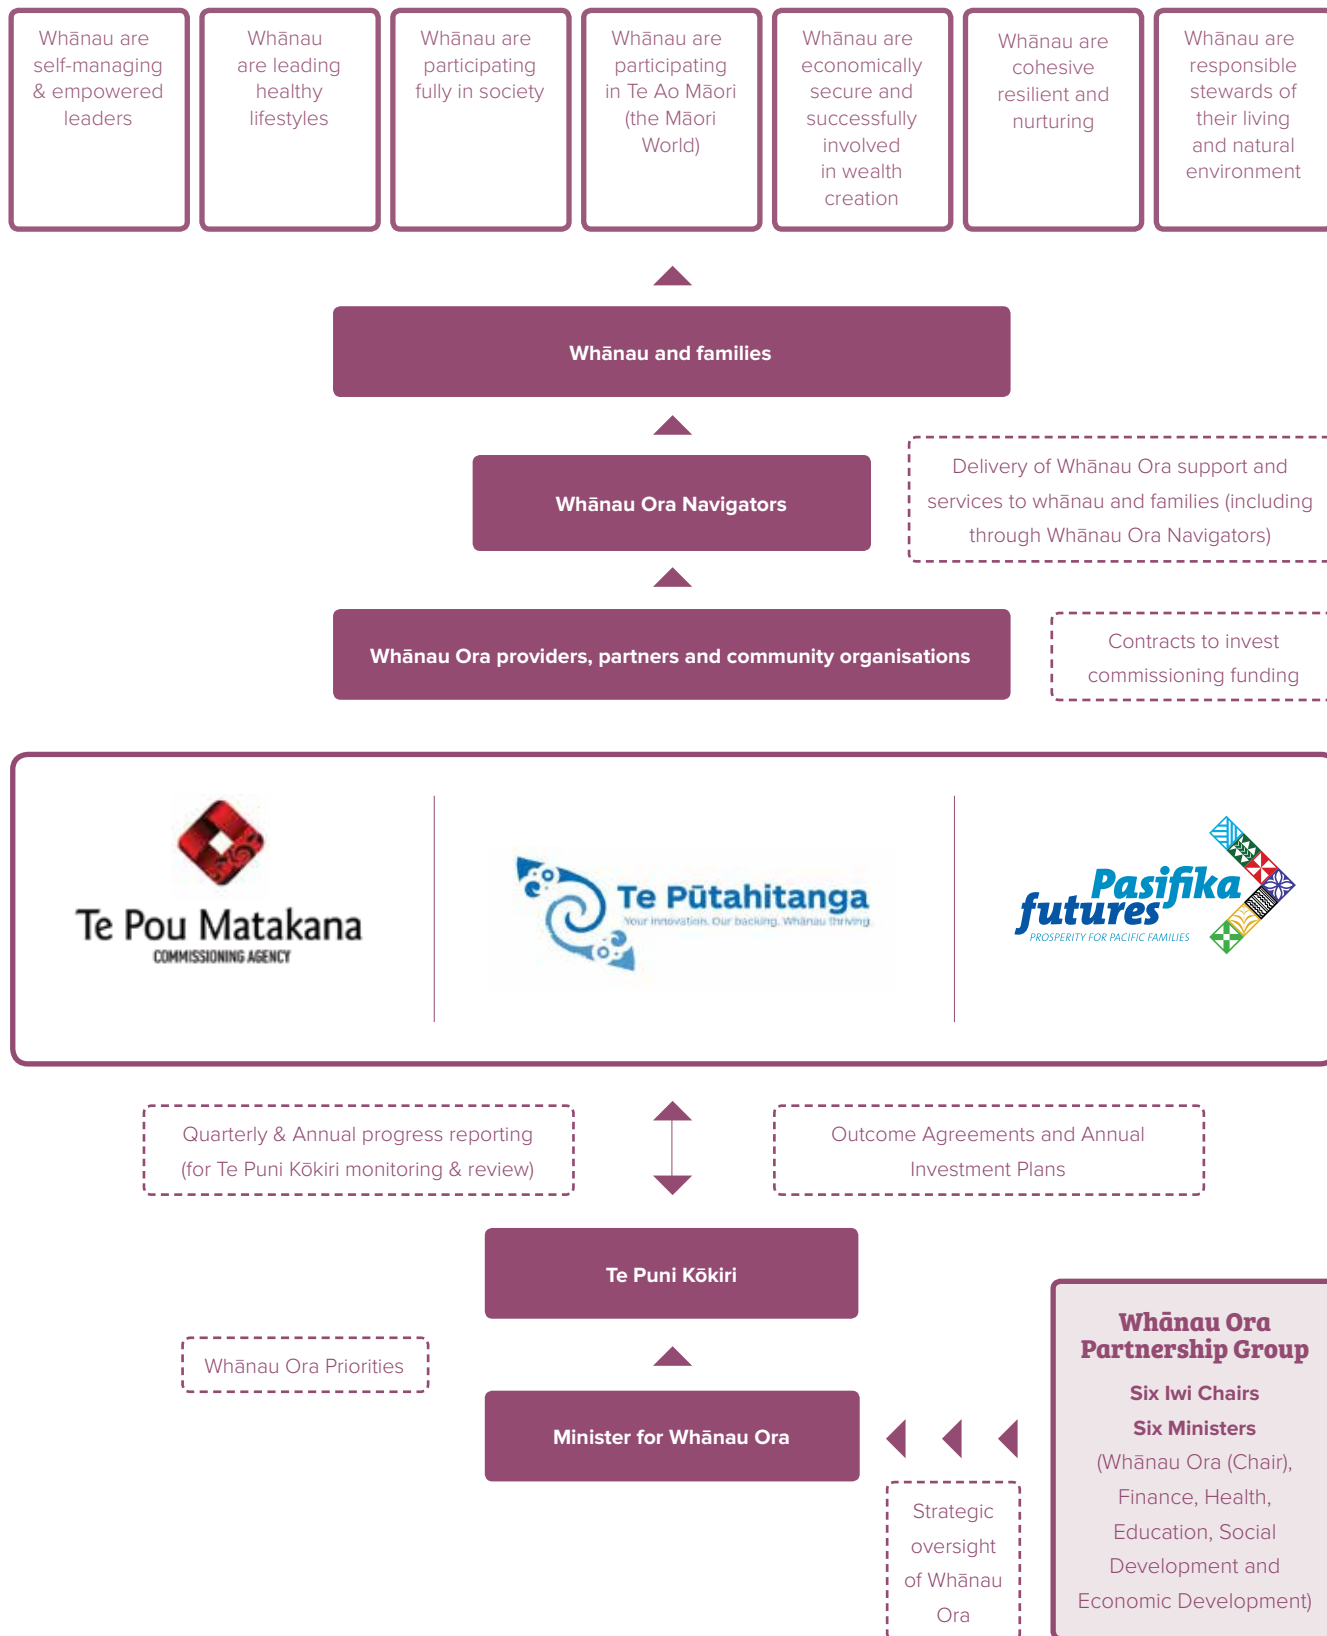 Whānau are
self-managing
& empowered
leaders
Whānau
are leading
healthy
lifestyles
Whānau are
participating
fully in society
Whānau are
participating
in Te Ao Māori
(the Māori
World)
Whānau are
economically
secure and
successfully
involved
in wealth
creation
Whānau are
cohesive
resilient and
nurturing
Whānau are
responsible
stewards of
their living
and natural
environment
Whānau and families
Whānau Ora Navigators
Delivery of Whānau Ora support and
services to whānau and families (including
through Whānau Ora Navigators)
Whānau Ora providers, partners and community organisations
Contracts to invest
commissioning funding
Te Pou Matakana
COMMISSIONING AGENCY
Te Pūtahitanga
Your innovation. Our backing. Whānau thriving.
Pasifika
futures
PROSPERITY FOR PACIFIC FAMILIES
Quarterly & Annual progress reporting
(for Te Puni Kōkiri monitoring & review)
Outcome Agreements and Annual
Investment Plans
Te Puni Kōkiri
Whānau Ora Priorities
Minister for Whānau Ora
Strategic
oversight
of Whānau
Ora
Whānau Ora
Partnership Group
Six Iwi Chairs
Six Ministers
(Whānau Ora (Chair),
Finance, Health,
Education, Social
Development and
Economic Development)